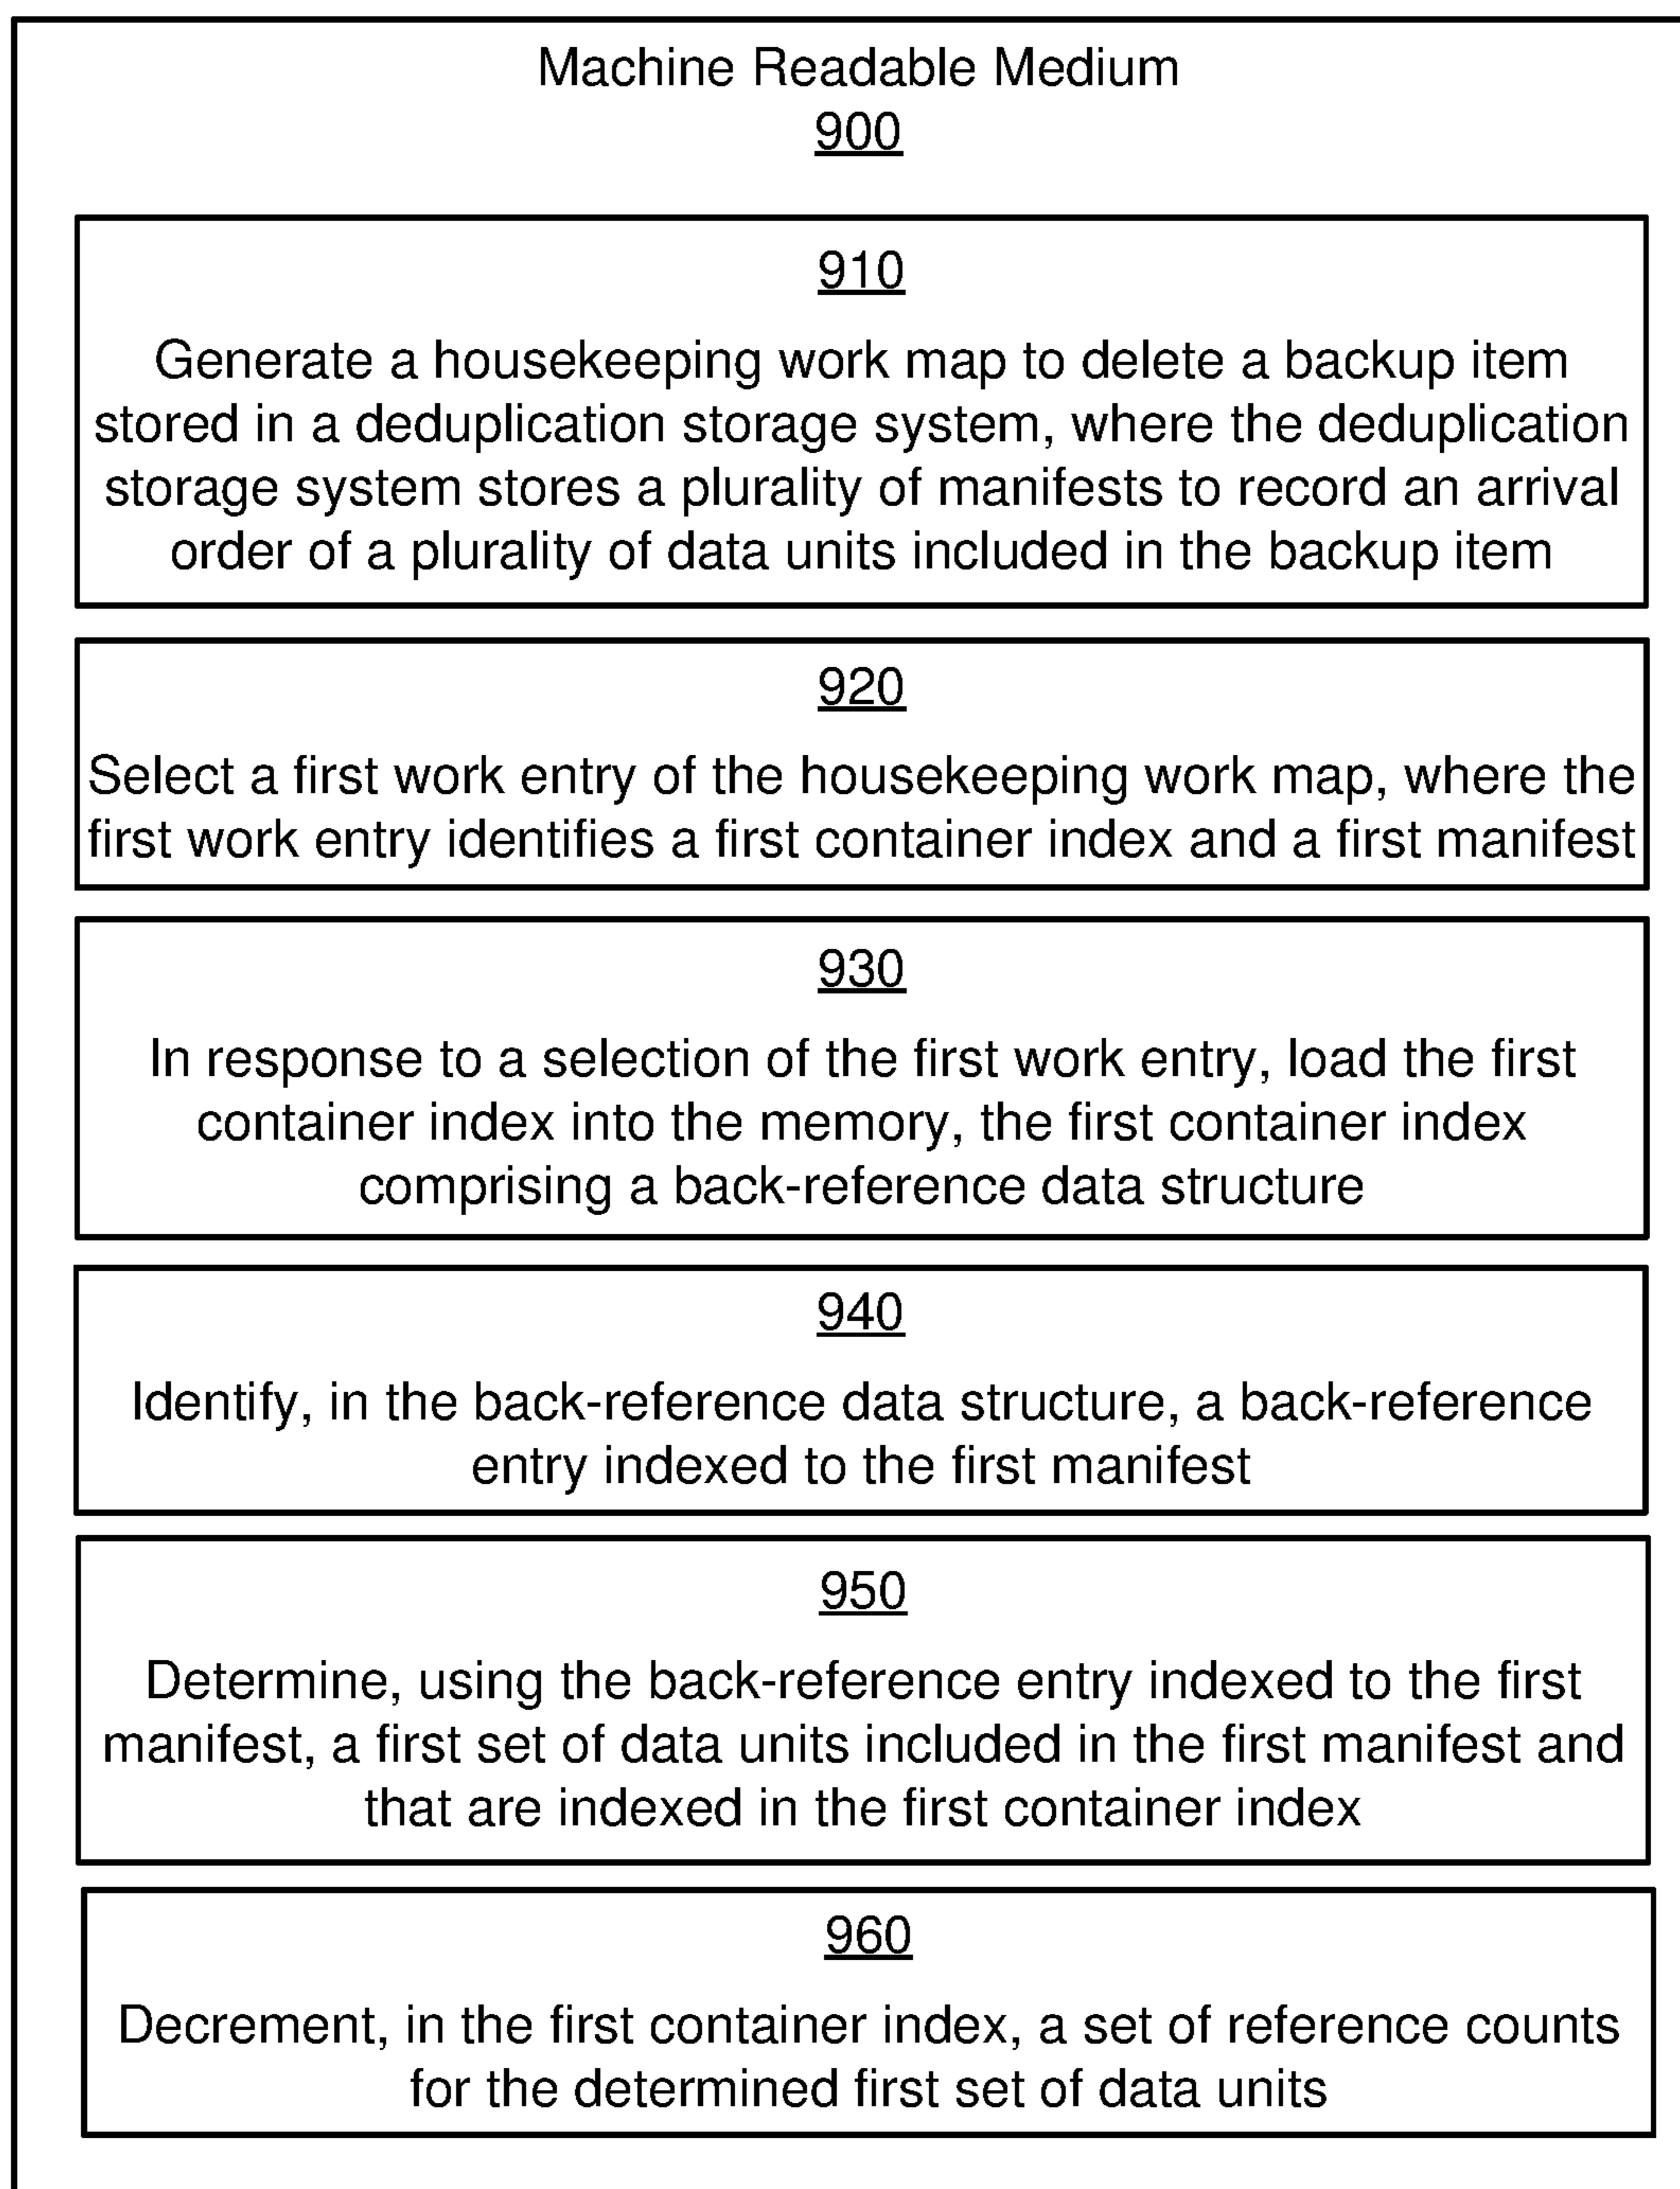 Machine Readable Medium
900
910
Generate a housekeeping work map to delete a backup item
stored in a deduplication storage system, where the deduplication
storage system stores a plurality of manifests to record an arrival
order of a plurality of data units included in the backup item
920
Select a first work entry of the housekeeping work map, where the
first work entry identifies a first container index and a first manifest
930
In response to a selection of the first work entry, load the first
container index into the memory, the first container index
comprising a back-reference data structure
940
Identify, in the back-reference data structure, a back-reference
entry indexed to the first manifest
950
Determine, using the back-reference entry indexed to the first
manifest, a first set of data units included in the first manifest and
that are indexed in the first container index
960
Decrement, in the first container index, a set of reference counts
for the determined first set of data units